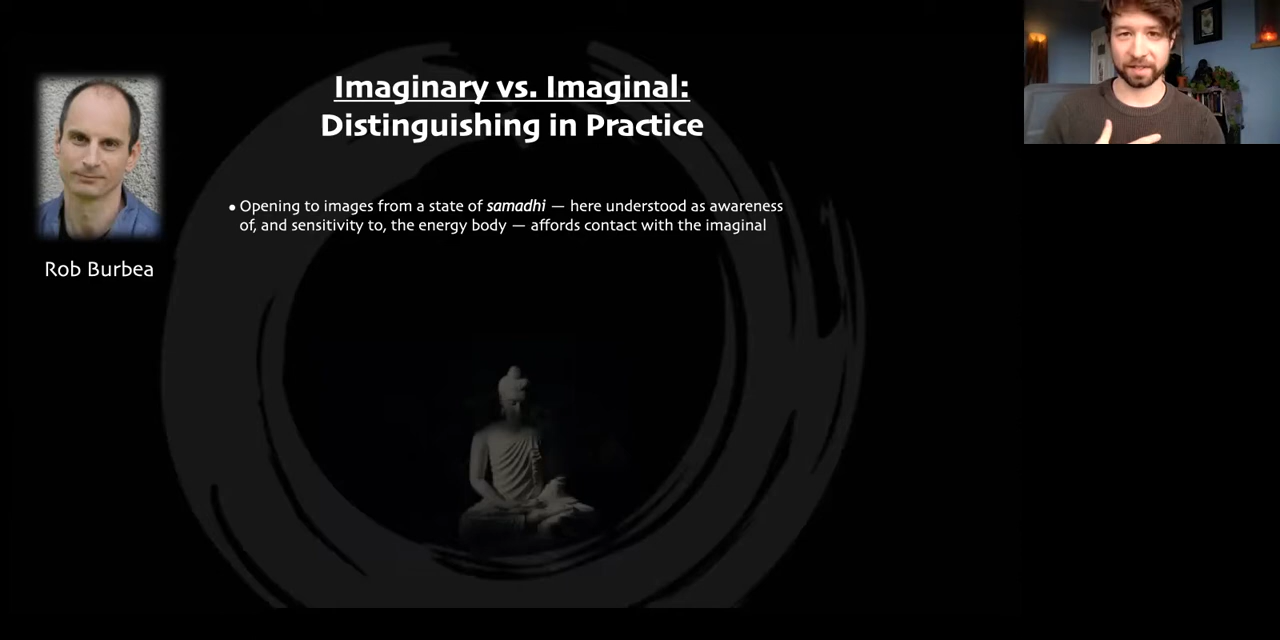 Imaginary vs. Imaginal:
Distinguishing in Practice
• Opening to images from a state of samadhi — here understood as awareness
of, and sensitivity to, the energy body — affords contact with the imaginal
Rob Burbea